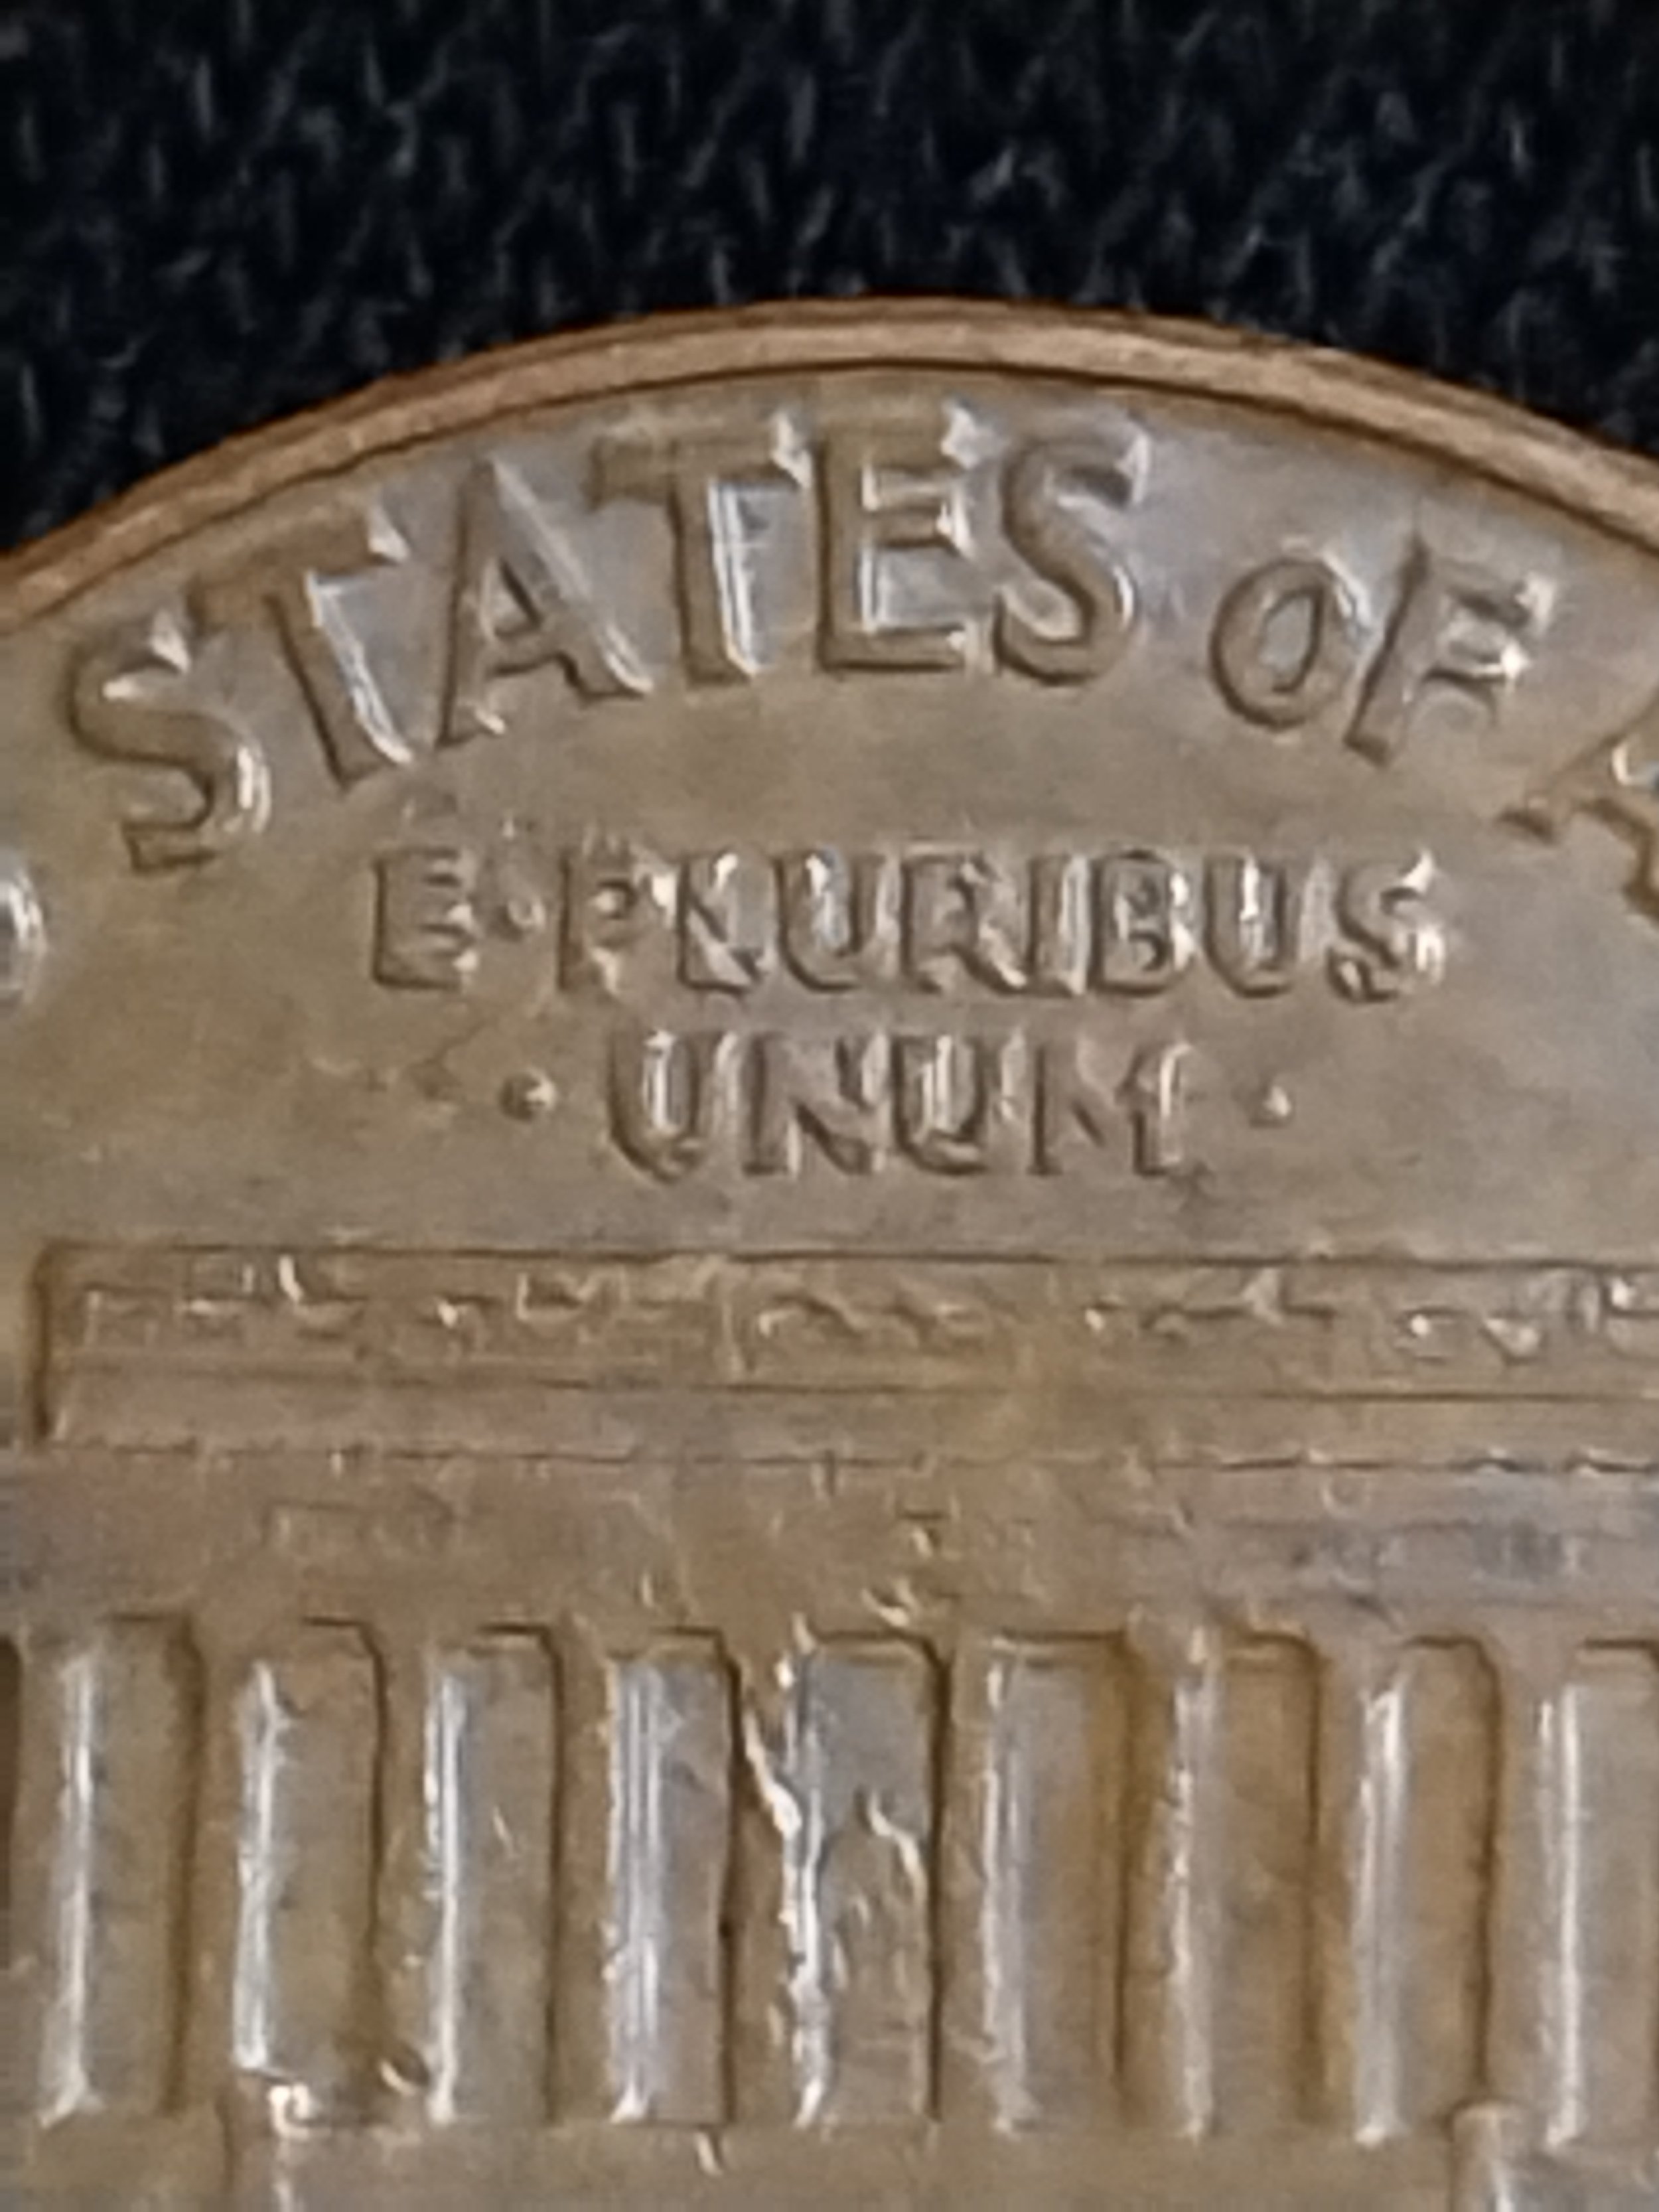 STATES OF
E·PLURIBUS
·UNUM·